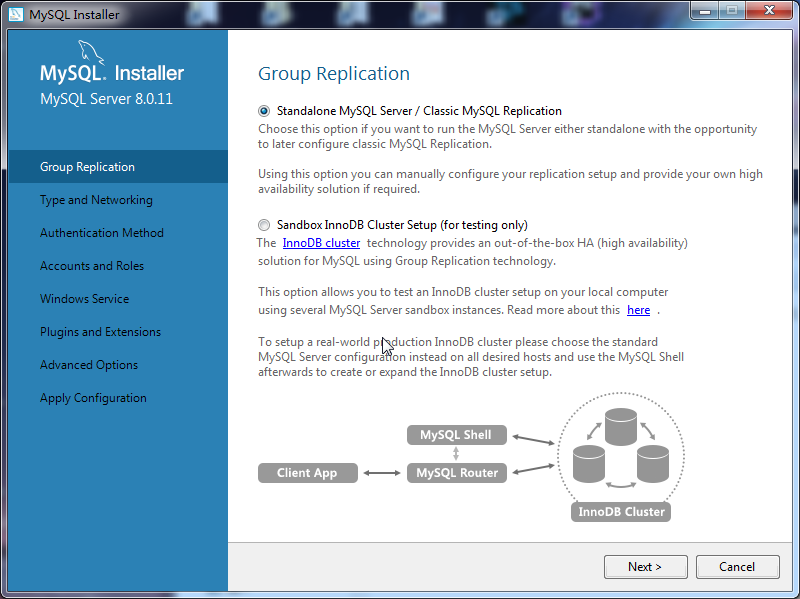 MySQL Installer
MySQL. Installer
MySQL Server 8.0.11
Group Replication
Type and Networking
Authentication Method
Accounts and Roles
Windows Service
Plugins and Extensions
Advanced Options
Apply Configuration
Group Replication
Standalone MySQL Server / Classic MySQL Replication
Choose this option if you want to run the MySQL Server either standalone with the opportunity
to later configure classic MySQL Replication.
Using this option you can manually configure your replication setup and provide your own high
availability solution if required.
Sandbox InnoDB Cluster Setup (for testing only)
The InnoDB cluster technology provides an out-of-the-box HA (high availability)
solution for MySQL using Group Replication technology.
This option allows you to test an InnoDB cluster setup on your local computer
using several MySQL Server sandbox instances. Read more about this here .
To setup a real-world production InnoDB cluster please choose the standard
MySQL Server configuration instead on all desired hosts and use the MySQL Shell
afterwards to create or expand the InnoDB cluster setup.
MySQL Shell
Client App
MySQL Router
InnoDB Cluster
Next >
Cancel